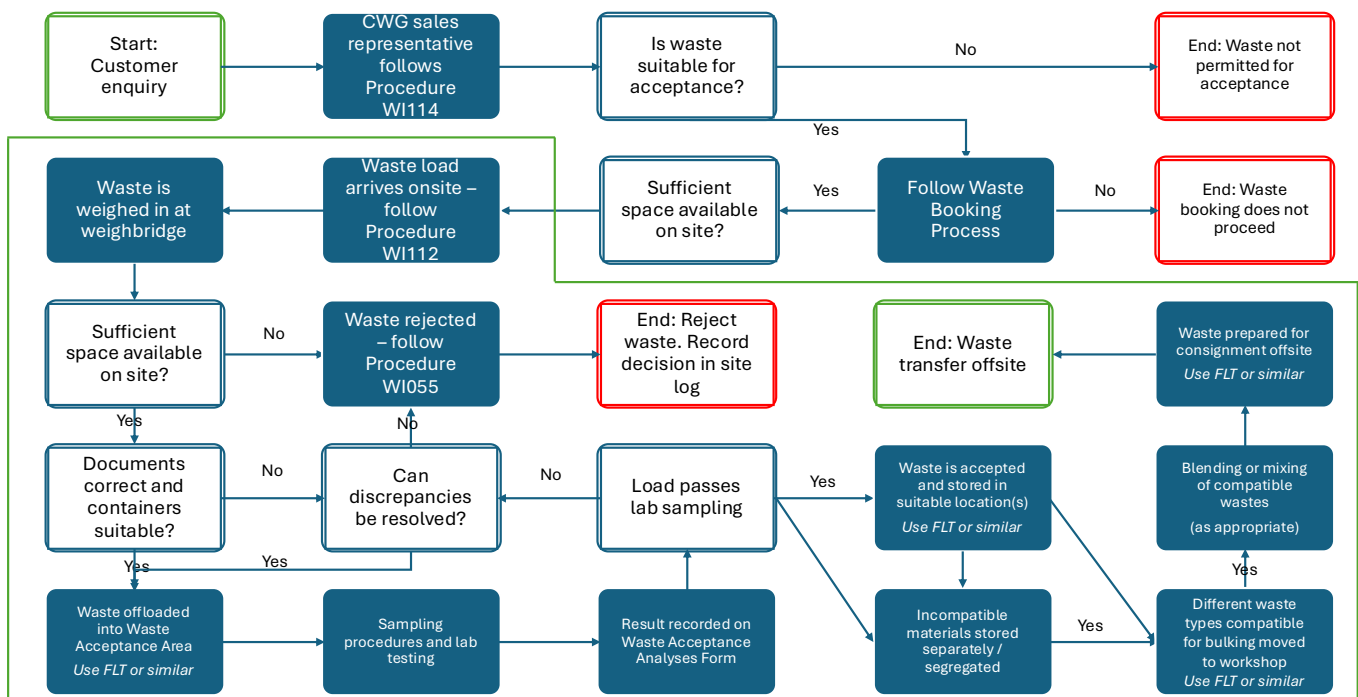 Start:
Customer
enquiry
CWG sales
representative
follows
Procedure
WI114
Is waste
suitable for
acceptance?
No
End: Waste not
permitted for
acceptance
Yes
Waste is
weighed in at
weighbridge
Waste load
arrives onsite –
follow
Procedure
WI112
Sufficient
space available
on site?
Yes
Follow Waste
Booking
Process
No
End: Waste
booking does not
proceed
Sufficient
space available
on site?
No
Waste rejected
– follow
Procedure
WI055
End: Reject
waste. Record
decision in site
log
End: Waste
transfer offsite
Waste prepared for
consignment offsite
Use FLT or similar
Yes
No
Documents
correct and
containers
suitable?
No
Can
discrepancies
be resolved?
No
Load passes
lab sampling
Yes
Waste is accepted
and stored in
suitable location(s)
Use FLT or similar
Blending or mixing
of compatible
wastes
(as appropriate)
Yes
Yes
Yes
Waste offloaded
into Waste
Acceptance Area
Use FLT or similar
Sampling
procedures and lab
testing
Result recorded on
Waste Acceptance
Analyses Form
Incompatible
materials stored
separately /
segregated
Yes
Different waste
types compatible
for bulking moved
to workshop
Use FLT or similar